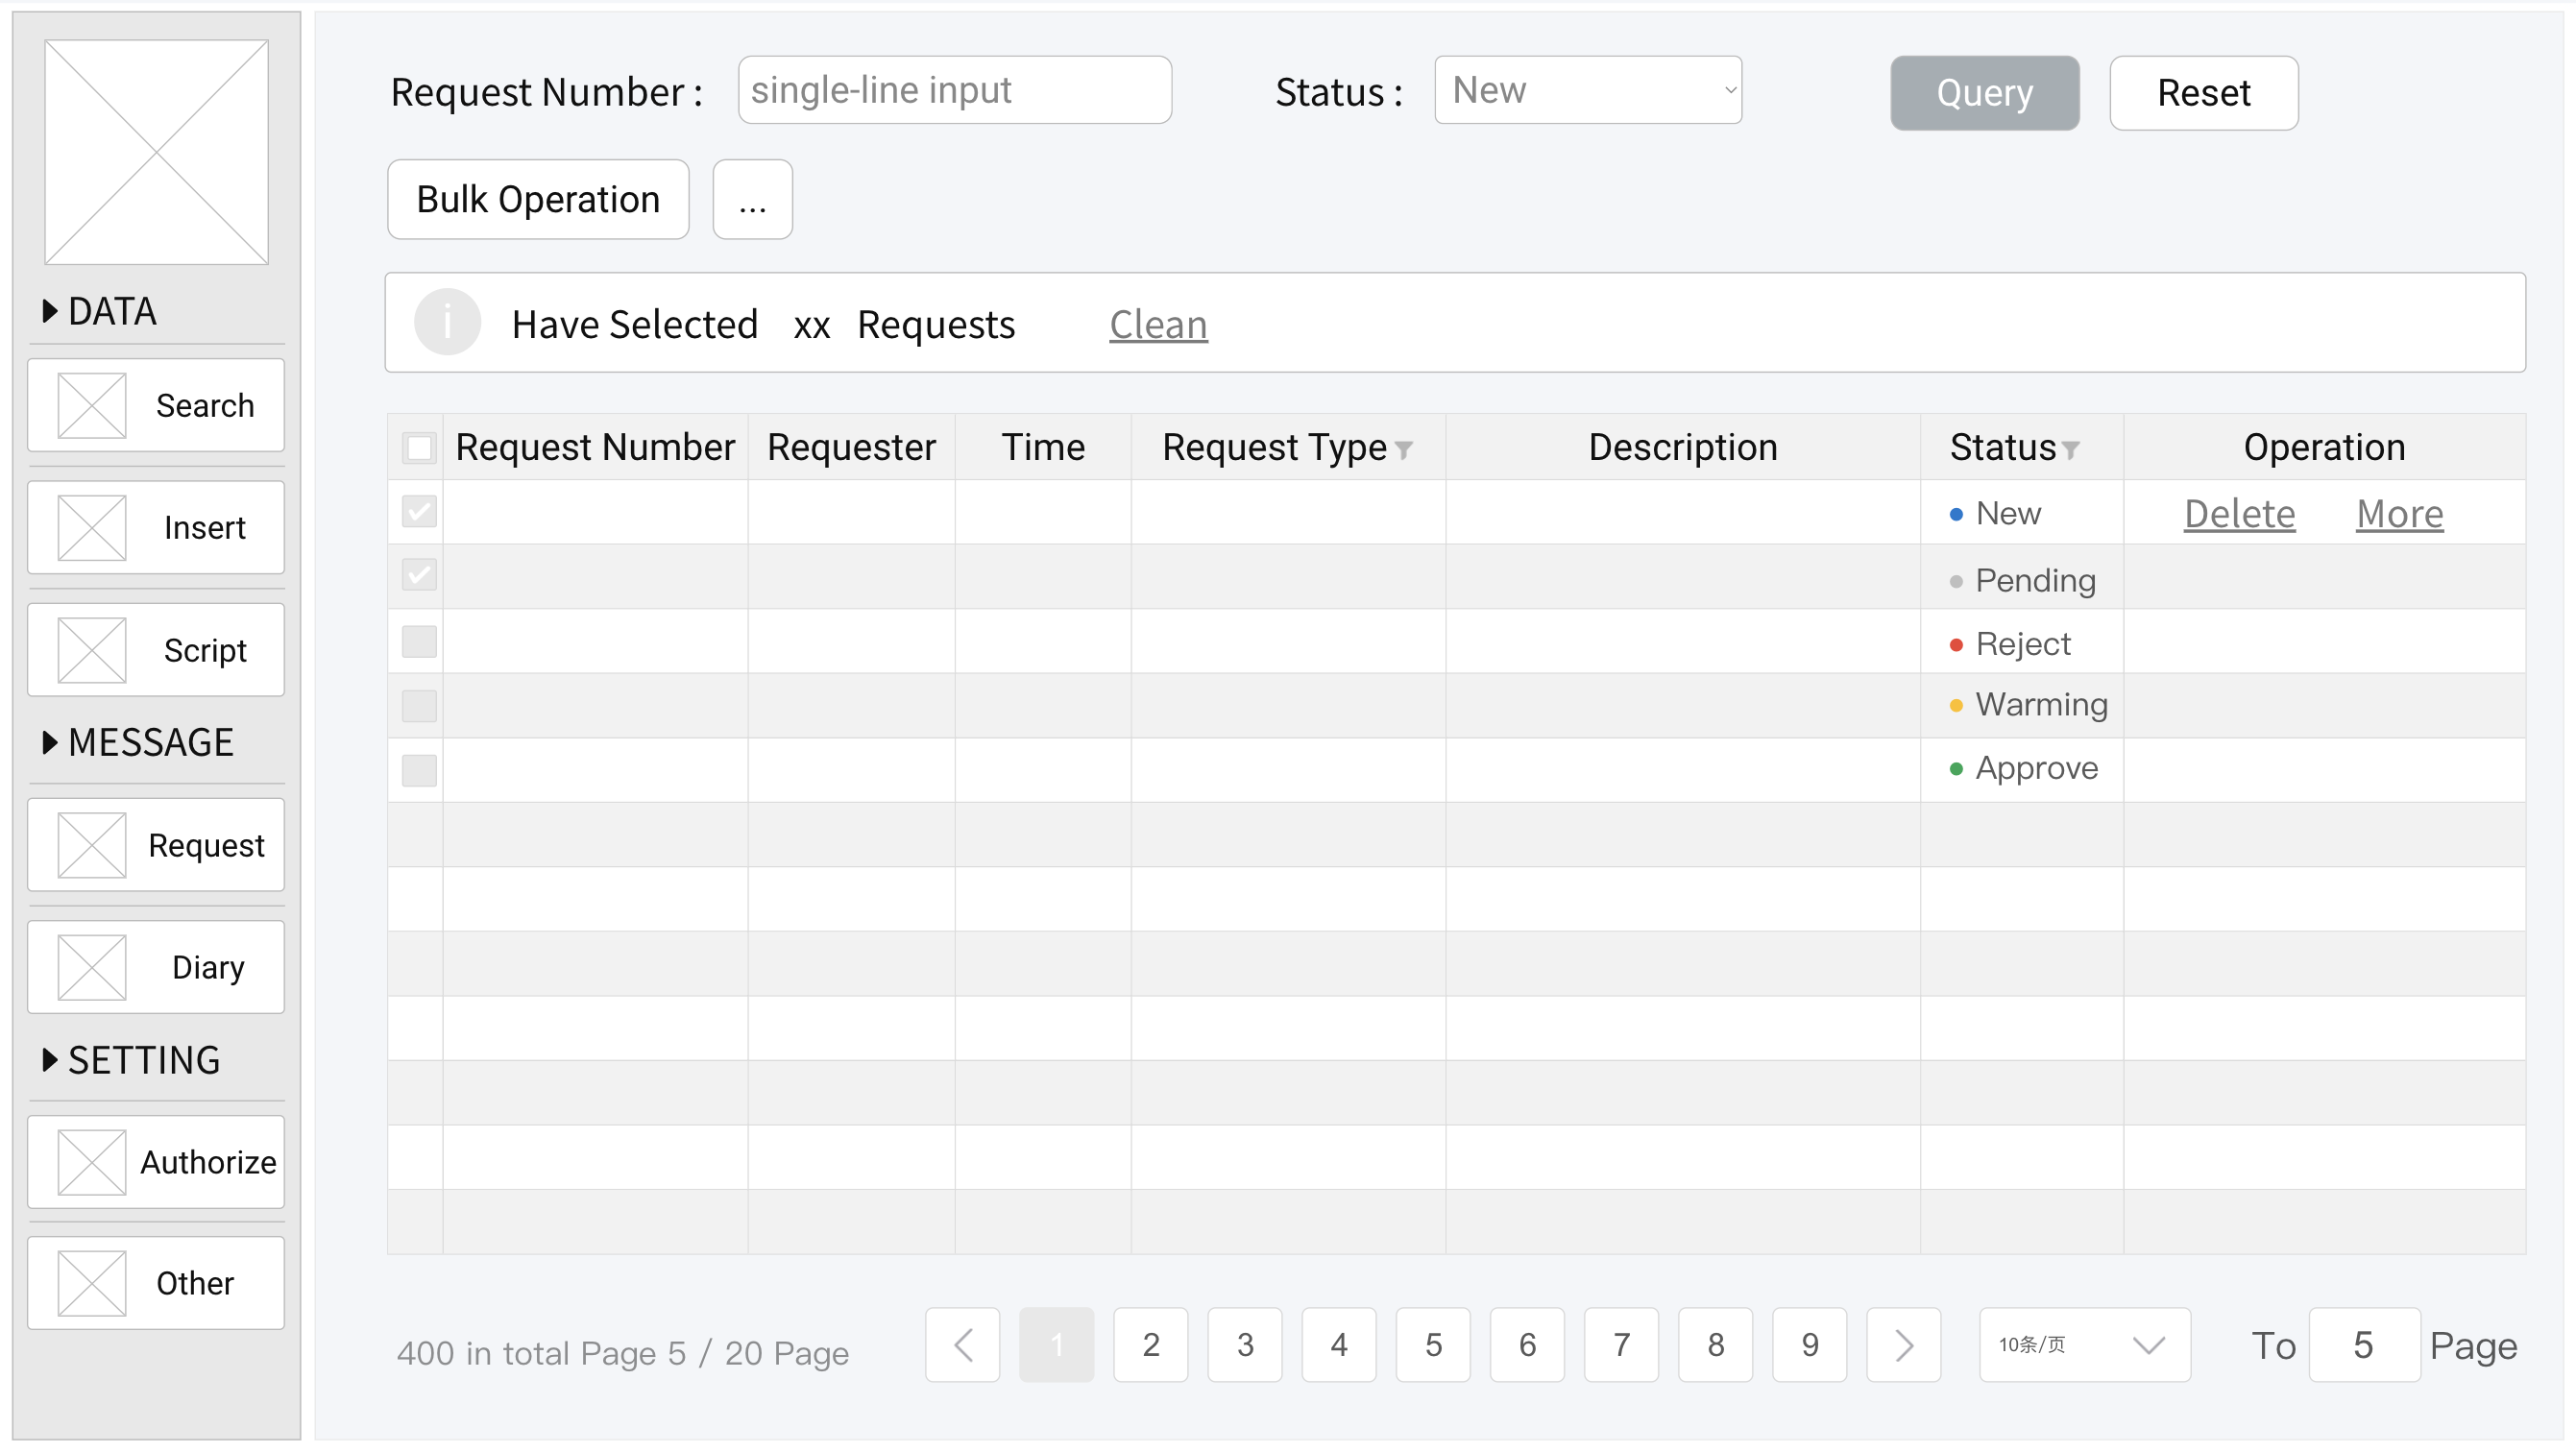 DATA
Search
Insert
Script
MESSAGE
Request
Diary
SETTING
Authorize
Other
Request Number : single-line input Status : New Query Reset
Bulk Operation ...
i Have Selected xx Requests Clean
Request Number Requester Time Request Type Description Status Operation
New Delete More
Pending
Reject
Warming
Approve
400 in total Page 5 / 20 Page 1 2 3 4 5 6 7 8 9 10条/页 To 5 Page